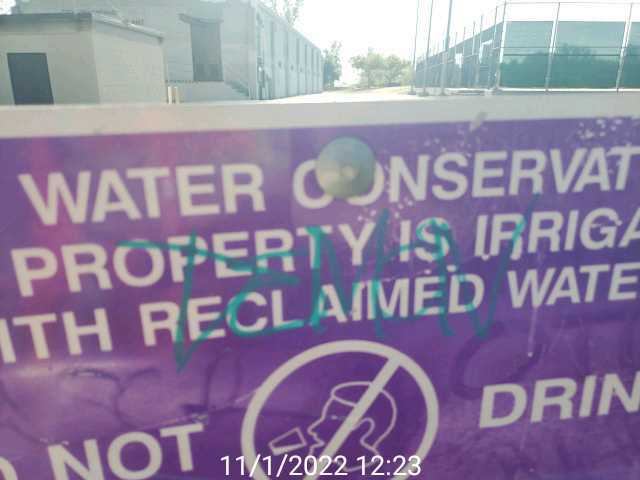 WATER CONSERVAT
PROPERTY IS IRRIGA
ITH RECLAIMED WATE
NOT DRIN
11/1/2022 12:23